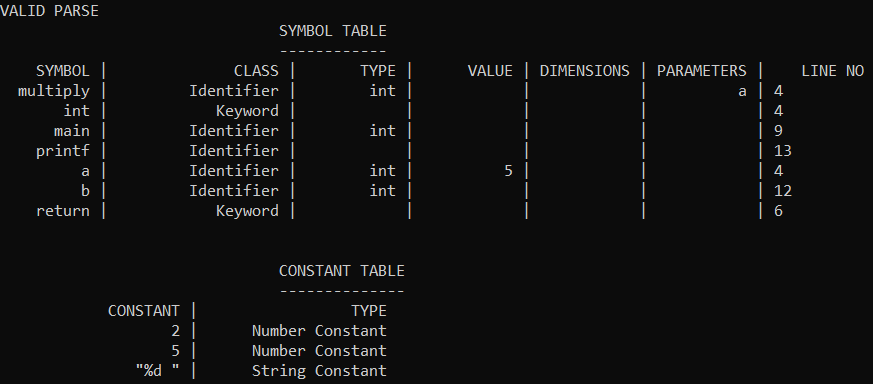 VALID PARSE
SYMBOL TABLE
------------
SYMBOL | CLASS | TYPE | VALUE | DIMENSIONS | PARAMETERS | LINE NO
multiply | Identifier | int | | | a | 4
int | Keyword | | | | | 4
main | Identifier | int | | | | 9
printf | Identifier | | | | | 13
a | Identifier | int | 5 | | | 4
b | Identifier | int | | | | 12
return | Keyword | | | | | 6
CONSTANT TABLE
--------------
CONSTANT | TYPE
2 | Number Constant
5 | Number Constant
"%d " | String Constant